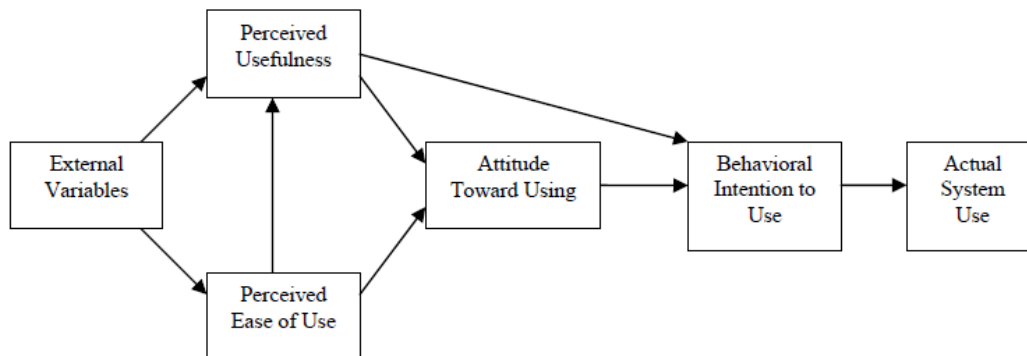 Perceived
Usefulness
External
Variables
Attitude
Toward Using
Behavioral
Intention to
Use
Actual
System
Use
Perceived
Ease of Use